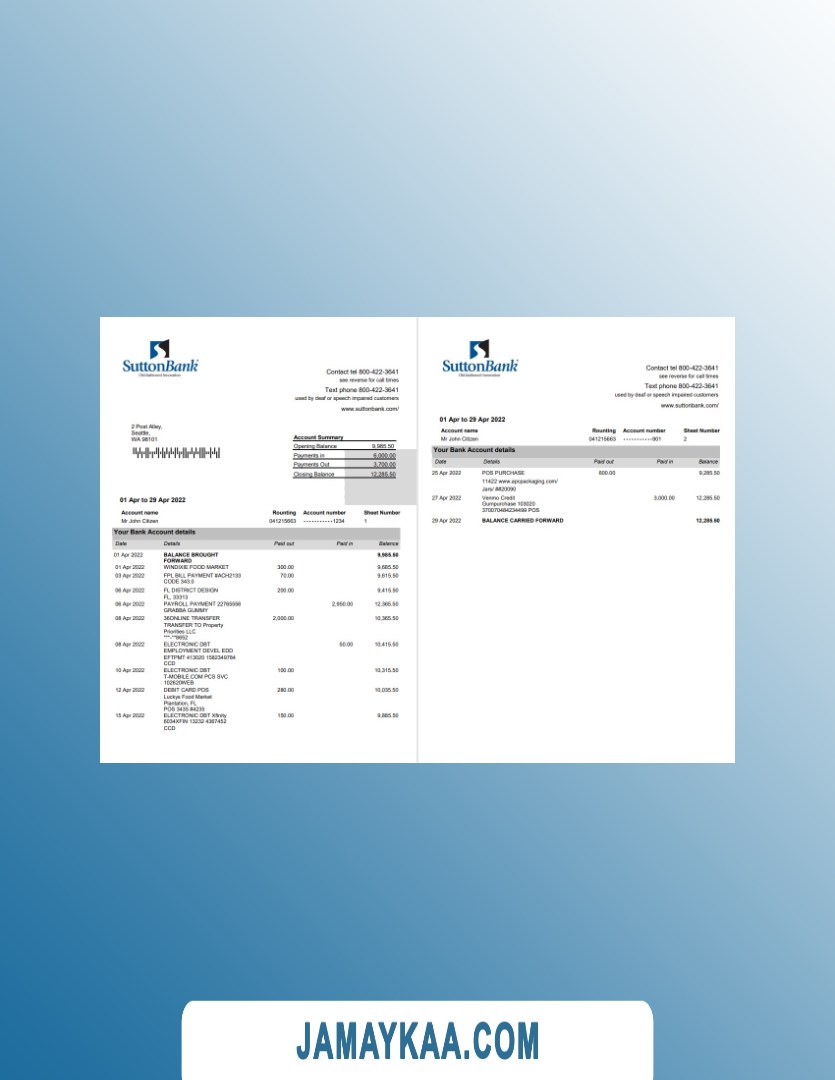 SuttonBank
Contact tel 800-422-3641
see reverse for call times
Text phone 800-422-3641
used by deaf or speech impaired customers
www.suttonbank.com/
2 Post Alley,
Seattle,
WA 98101
Account Summary
Opening Balance 9,985.50
Payments in 6,000.00
Payments Out 3,700.00
Closing Balance 12,285.50
01 Apr to 29 Apr 2022
Account name Rounting Account number Sheet Number
Mr John Citizen 041215663 -----------1234 1
Your Bank Account details
Date Details Paid out Paid in Balance
01 Apr 2022 BALANCE BROUGHT 9,985.50
FORWARD
01 Apr 2022 WINDIXIE FOOD MARKET 300.00 9,685.50
03 Apr 2022 FPL BILL PAYMENT #ACH2133 70.00 9,615.50
CODE 343.0
06 Apr 2022 FL DISTRICT DESIGN 200.00 9,415.50
FL, 33313
06 Apr 2022 PAYROLL PAYMENT 22765556 2,950.00 12,365.50
GRABBA GUMMY
08 Apr 2022 36ONLINE TRANSFER 2,000.00 10,365.50
TRANSFER TO Property
Priorities LLC
08 Apr 2022 ELECTRONIC DBT 50.00 10,415.50
EMPLOYMENT DEVEL EDD
EFTPMT 413020 1582349784
CCD
10 Apr 2022 ELECTRONIC DBT 100.00 10,315.50
T-MOBILE.COM PCS SVC
102620WEB
12 Apr 2022 DEBIT CARD POS 280.00 10,035.50
Luckys Food Market
Plantation, FL
POS 3435 84235
15 Apr 2022 ELECTRONIC DBT Xfinity 150.00 9,885.50
6034XFIN 13232 4367452
CCD
SuttonBank
Contact tel 800-422-3641
see reverse for call times
Text phone 800-422-3641
used by deaf or speech impaired customers
www.suttonbank.com/
01 Apr to 29 Apr 2022
Account name Rounting Account number Sheet Number
Mr John Citizen 041215663 -----------001 2
Your Bank Account details
Date Details Paid out Paid in Balance
25 Apr 2022 POS PURCHASE 600.00 9,285.50
11422 www.apcpackaging.com/
Jars/ ##20090
27 Apr 2022 Venmo Credit 3,000.00 12,285.50
Gumpurchase 103020
370070484234496 POS
29 Apr 2022 BALANCE CARRIED FORWARD 12,285.50
JAMAYKAA.COM